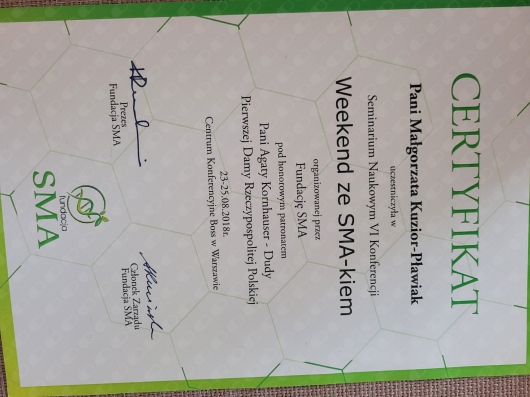 CERTYFIKAT
Pani Małgorzata Kuzior-Pławiak
uczestniczyła w
Seminarium Naukowym VI Konferencji
Weekend ze SMA-kiem
organizowanej przez
Fundację SMA
pod honorowym patronatem
Pani Agaty Kornhauser - Dudy
Pierwszej Damy Rzeczypospolitej Polskiej
23-25.08.2018r.
Centrum Konferencyjne Boss w Warszawie
Prezes
Fundacja SMA
Członek Zarządu
Fundacja SMA
fundacja
SMA